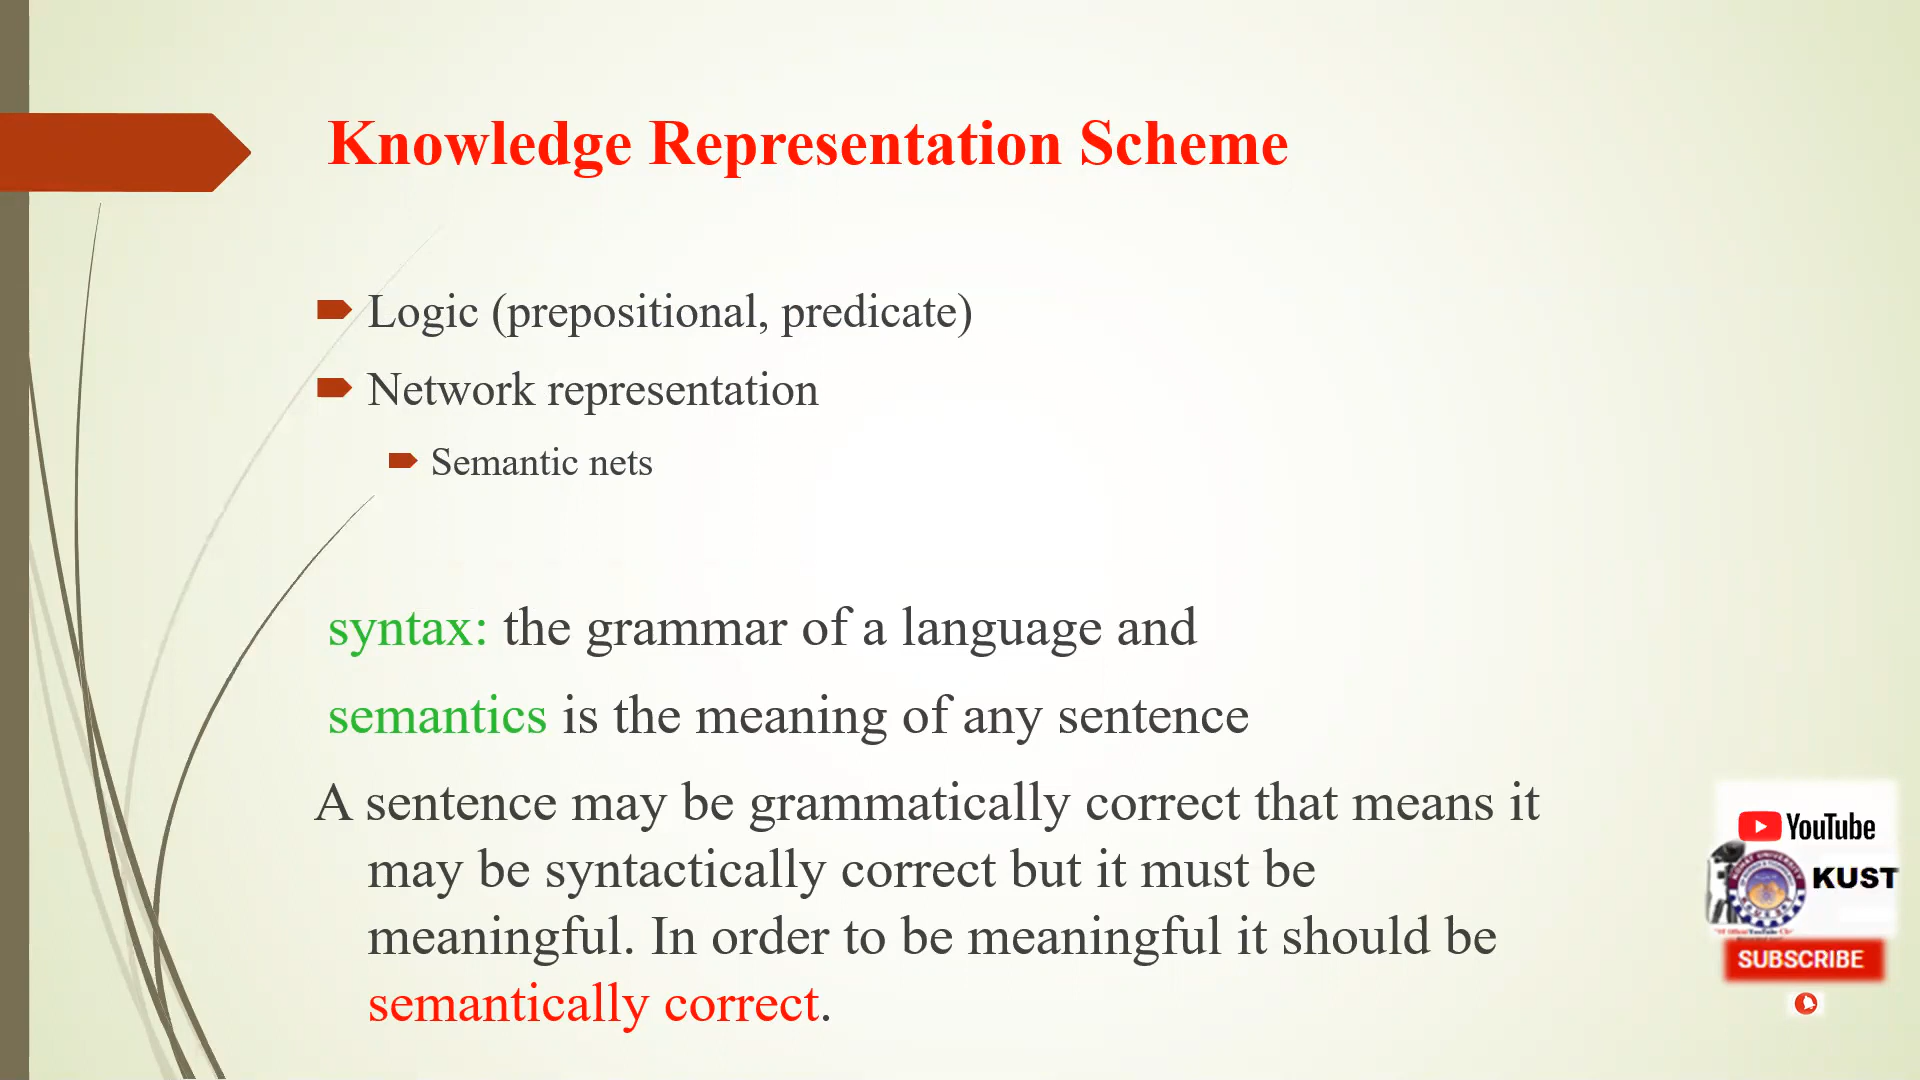 Knowledge Representation Scheme
Logic (prepositional, predicate)
Network representation
Semantic nets
syntax: the grammar of a language and
semantics is the meaning of any sentence
A sentence may be grammatically correct that means it
may be syntactically correct but it must be
meaningful. In order to be meaningful it should be
semantically correct.
YouTube
KUST
SUBSCRIBE